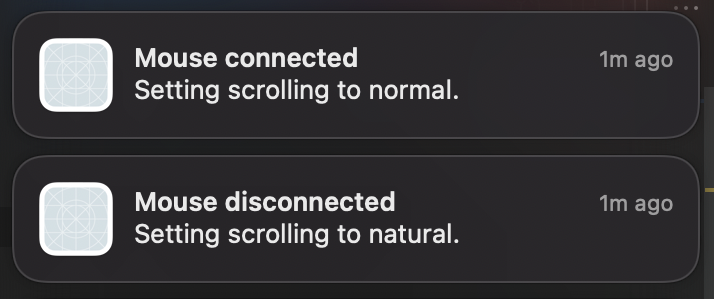 Mouse connected
1m ago
Setting scrolling to normal.
Mouse disconnected
1m ago
Setting scrolling to natural.